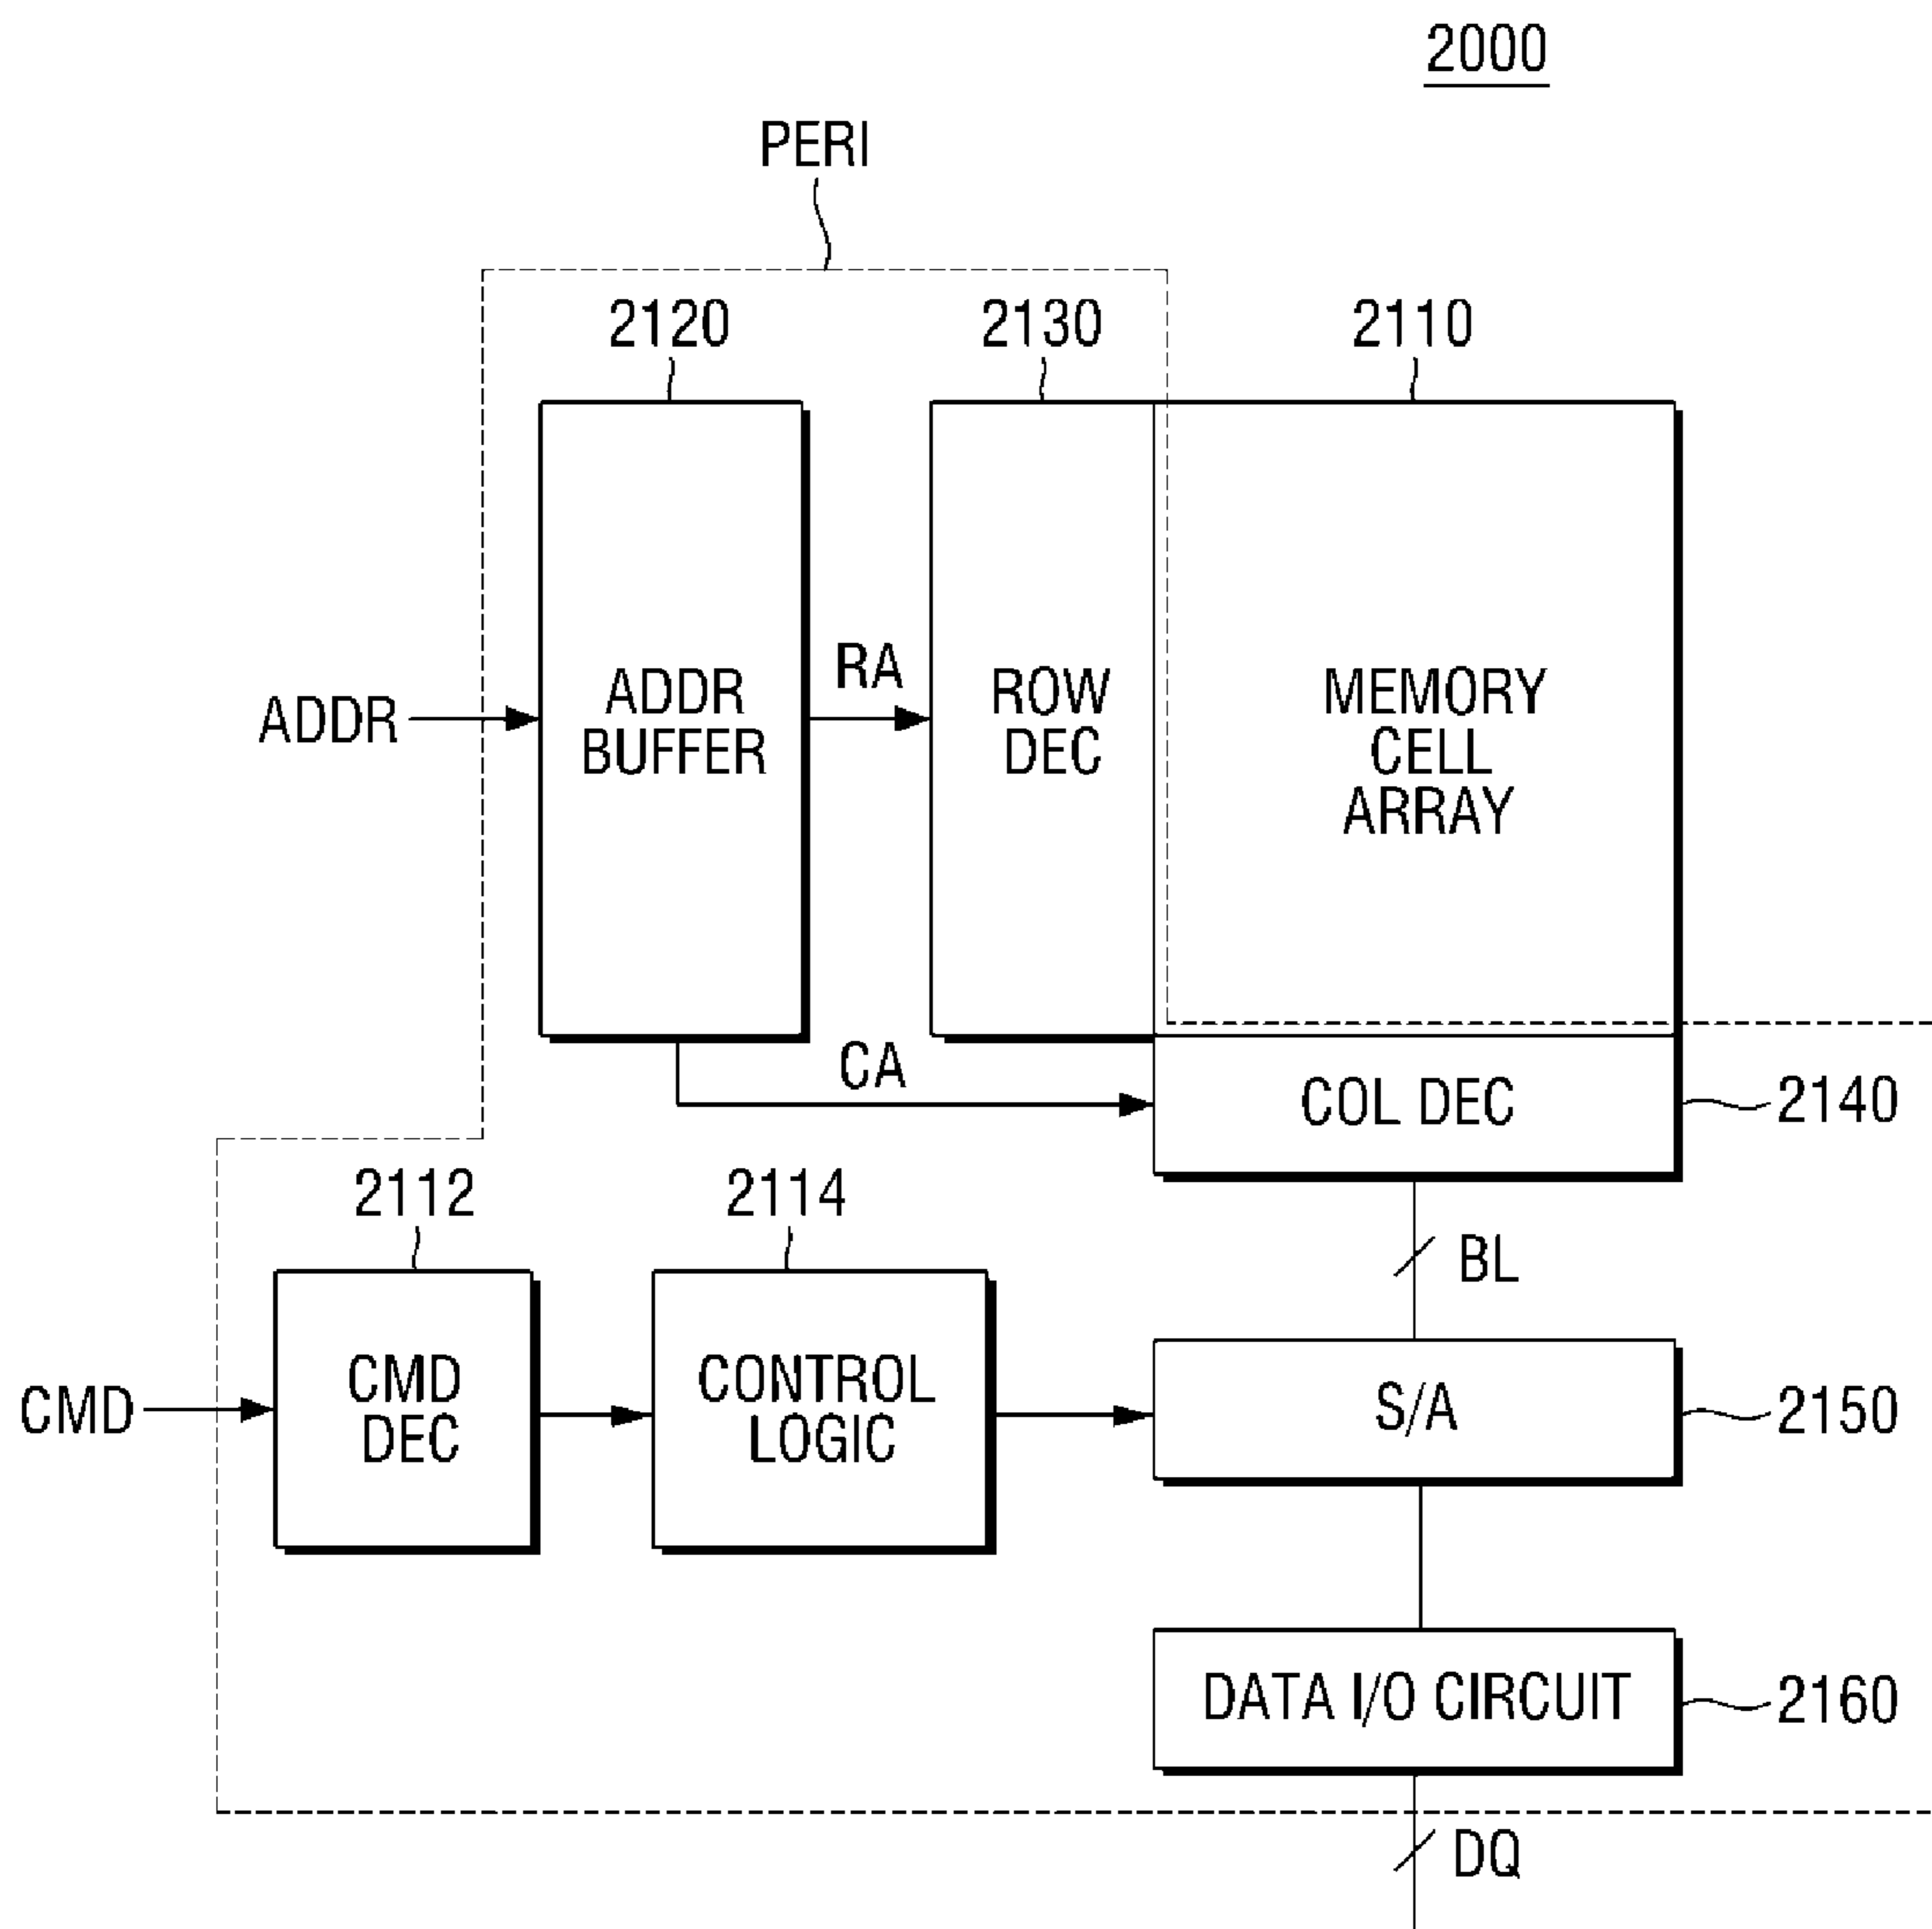 2000
PERI
2120
2130
2110
ADDR
ADDR
BUFFER
RA
ROW
DEC
MEMORY
CELL
ARRAY
CA
COL DEC
2140
2112
2114
BL
CMD
CMD
DEC
CONTROL
LOGIC
S/A
2150
DATA I/O CIRCUIT
2160
DQ